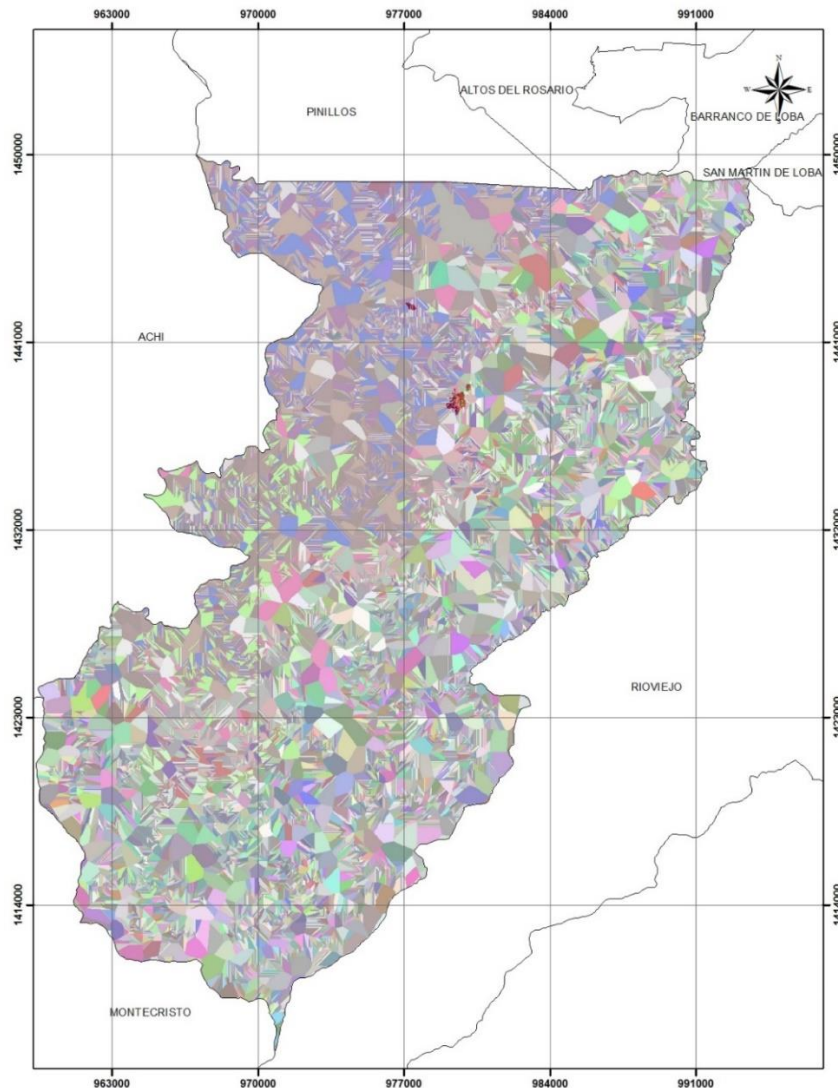 963000 970000 977000 984000 991000
N
W E
S
ALTOS DEL ROSARIO
PINILLOS
BARRANCO DE LOBA
1450000 1450000
SAN MARTIN DE LOBA
ACHI
1441000 1441000
1432000 1432000
RIOVIEJO
1423000 1423000
1414000 1414000
MONTECRISTO
963000 970000 977000 984000 991000